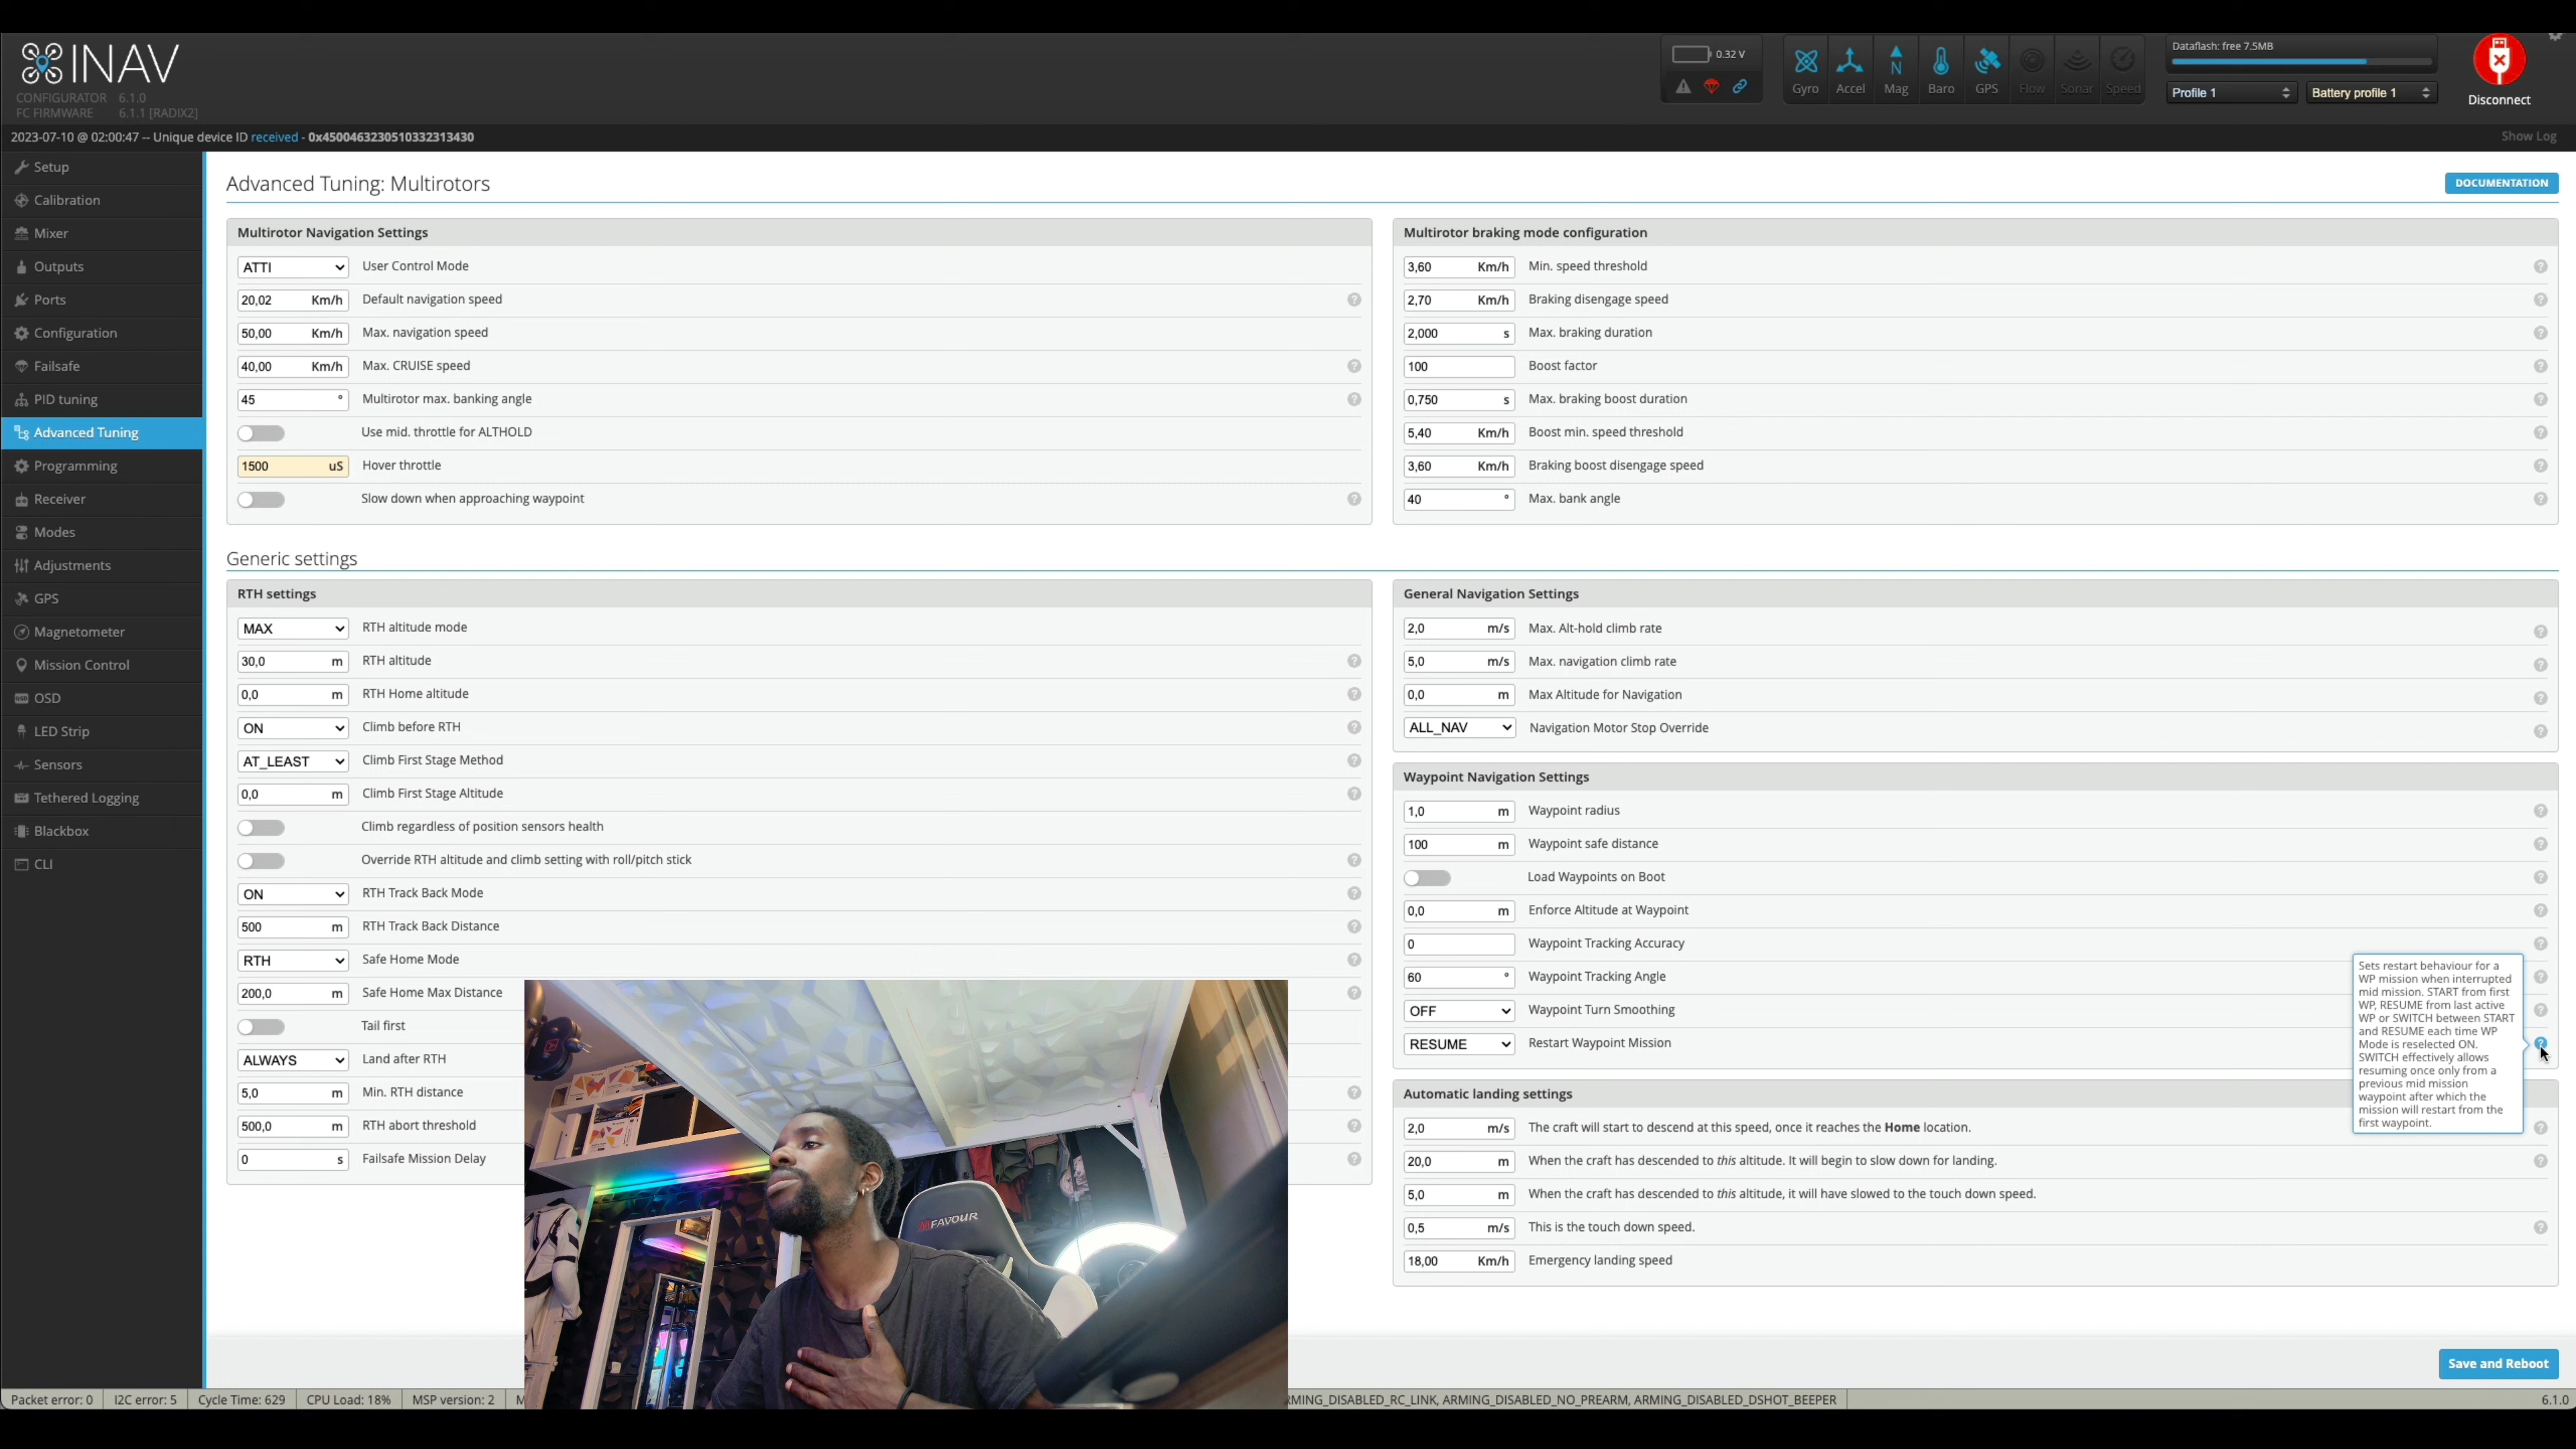 INAV
CONFIGURATOR 6.1.0
FC FIRMWARE 6.1.1 [RADIX2]
0.32 V
Gyro
Accel
Mag
Baro
GPS
Flow
Sonar
Speed
Dataflash: free 7.5MB
Profile 1
Battery profile 1
Disconnect
2023-07-10 @ 02:00:47 -- Unique device ID received - 0x4500463230510332313430
Show Log
Setup
Calibration
Mixer
Outputs
Ports
Configuration
Failsafe
PID tuning
Advanced Tuning
Programming
Receiver
Modes
Adjustments
GPS
Magnetometer
Mission Control
OSD
LED Strip
Sensors
Tethered Logging
Blackbox
CLI
Advanced Tuning: Multirotors
DOCUMENTATION
Multirotor Navigation Settings
ATTI User Control Mode
20,02 Km/h Default navigation speed
50,00 Km/h Max. navigation speed
40,00 Km/h Max. CRUISE speed
45 ° Multirotor max. banking angle
Use mid. throttle for ALTHOLD
1500 uS Hover throttle
Slow down when approaching waypoint
Multirotor braking mode configuration
3,60 Km/h Min. speed threshold
2,70 Km/h Braking disengage speed
2,000 s Max. braking duration
100 Boost factor
0,750 s Max. braking boost duration
5,40 Km/h Boost min. speed threshold
3,60 Km/h Braking boost disengage speed
40 ° Max. bank angle
Generic settings
RTH settings
MAX RTH altitude mode
30,0 m RTH altitude
0,0 m RTH Home altitude
ON Climb before RTH
AT_LEAST Climb First Stage Method
0,0 m Climb First Stage Altitude
Climb regardless of position sensors health
Override RTH altitude and climb setting with roll/pitch stick
ON RTH Track Back Mode
500 m RTH Track Back Distance
RTH Safe Home Mode
200,0 m Safe Home Max Distance
Tail first
ALWAYS Land after RTH
5,0 m Min. RTH distance
500,0 m RTH abort threshold
0 s Failsafe Mission Delay
General Navigation Settings
2,0 m/s Max. Alt-hold climb rate
5,0 m/s Max. navigation climb rate
0,0 m Max Altitude for Navigation
ALL_NAV Navigation Motor Stop Override
Waypoint Navigation Settings
1,0 m Waypoint radius
100 m Waypoint safe distance
Load Waypoints on Boot
0,0 m Enforce Altitude at Waypoint
0 Waypoint Tracking Accuracy
60 ° Waypoint Tracking Angle
OFF Waypoint Turn Smoothing
RESUME Restart Waypoint Mission
Sets restart behaviour for a
WP mission when interrupted
mid mission. START from first
WP, RESUME from last active
WP or SWITCH between START
and RESUME each time WP
Mode is reselected ON.
SWITCH effectively allows
resuming once only from a
previous mid mission
waypoint after which the
mission will restart from the
first waypoint.
Automatic landing settings
2,0 m/s The craft will start to descend at this speed, once it reaches the Home location.
20,0 m When the craft has descended to this altitude. It will begin to slow down for landing.
5,0 m When the craft has descended to this altitude, it will have slowed to the touch down speed.
0,5 m/s This is the touch down speed.
18,00 Km/h Emergency landing speed
MFAVOUR
Save and Reboot
Packet error: 0 I2C error: 5 Cycle Time: 629 CPU Load: 18% MSP version: 2 M RMING_DISABLED_RC_LINK, ARMING_DISABLED_NO_PREARM, ARMING_DISABLED_DSHOT_BEEPER 6.1.0